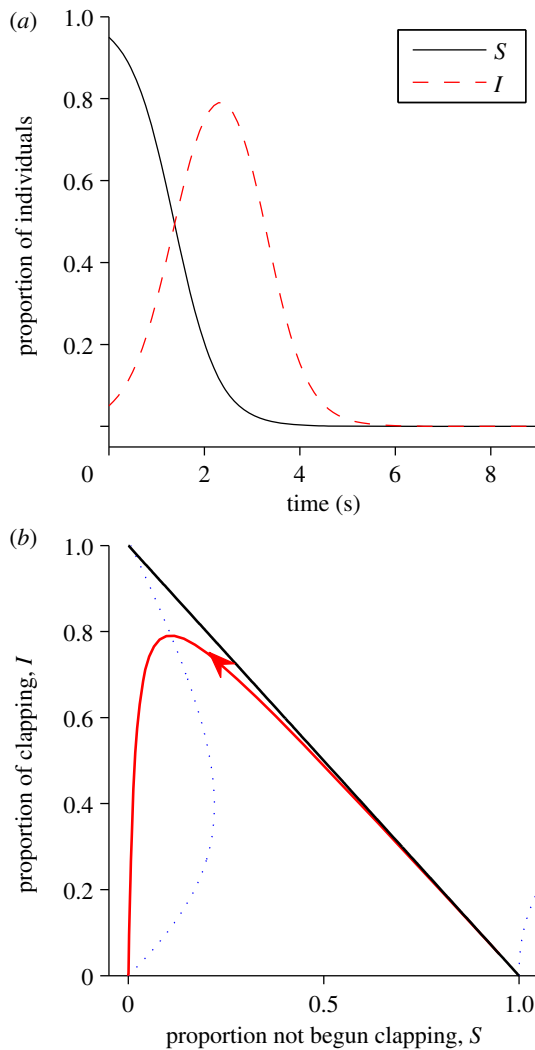 (a)
1.0
0.8
0.6
0.4
0.2
0
2
4
6
8
proportion of individuals
time (s)
S
I
(b)
1.0
0.8
0.6
0.4
0.2
0
0
0.5
1.0
proportion of clapping, I
proportion not begun clapping, S